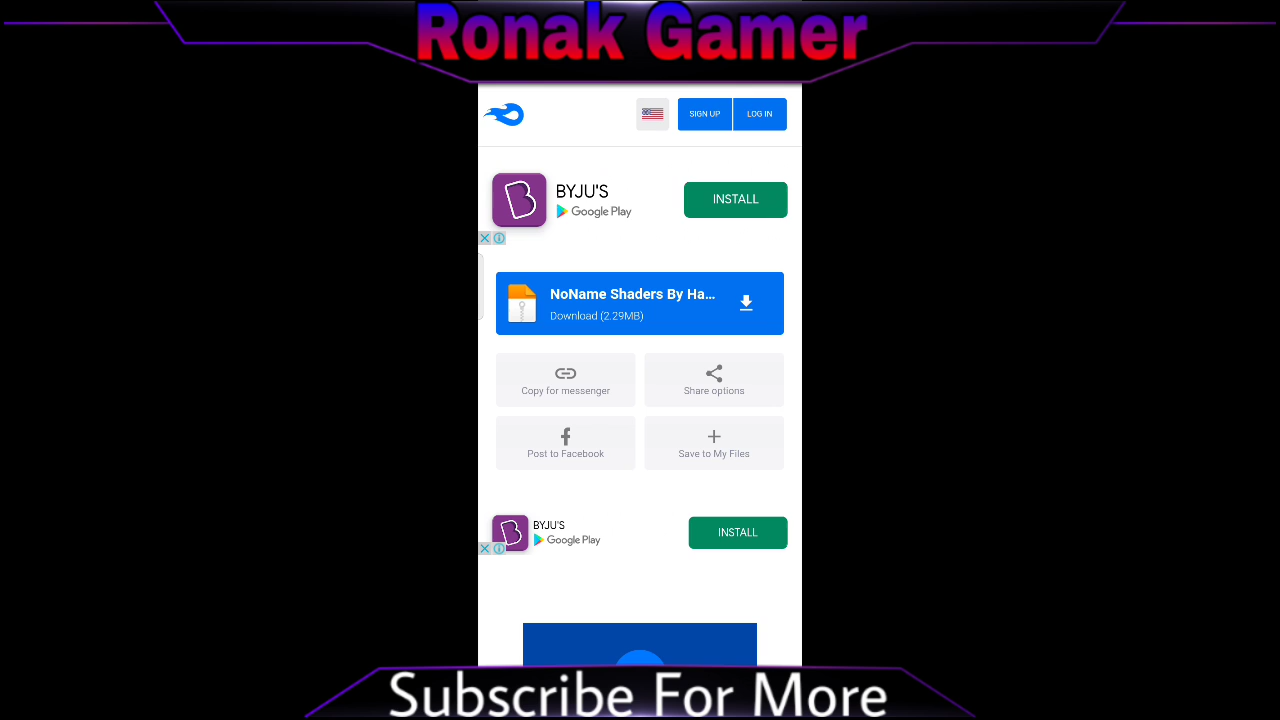 Ronak Gamer
SIGN UP
LOG IN
BYJU'S
Google Play
INSTALL
NoName Shaders By Ha...
Download (2.29MB)
Copy for messenger
Share options
Post to Facebook
Save to My Files
BYJU'S
Google Play
INSTALL
Subscribe For More